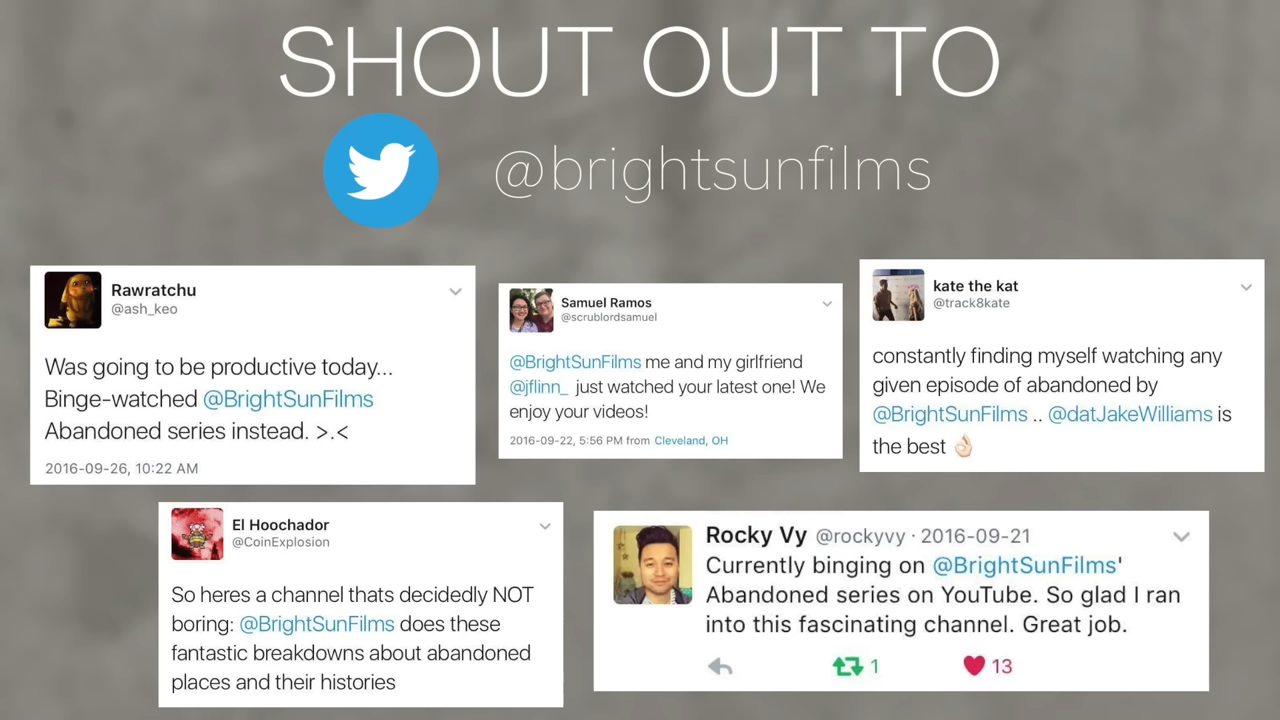 SHOUT OUT TO
@brightsunfilms
Rawratchu
@ash_keo
Was going to be productive today...
Binge-watched @BrightSunFilms
Abandoned series instead. >.<
2016-09-26, 10:22 AM
Samuel Ramos
@scrublordsamuel
@BrightSunFilms me and my girlfriend
@jflinn_ just watched your latest one! We
enjoy your videos!
2016-09-22, 5:56 PM from Cleveland, OH
kate the kat
@track8kate
constantly finding myself watching any
given episode of abandoned by
@BrightSunFilms .. @datJakeWilliams is
the best 👌🏻
El Hoochador
@CoinExplosion
So heres a channel thats decidedly NOT
boring: @BrightSunFilms does these
fantastic breakdowns about abandoned
places and their histories
Rocky Vy @rockyvy · 2016-09-21
Currently binging on @BrightSunFilms'
Abandoned series on YouTube. So glad I ran
into this fascinating channel. Great job.
1 13